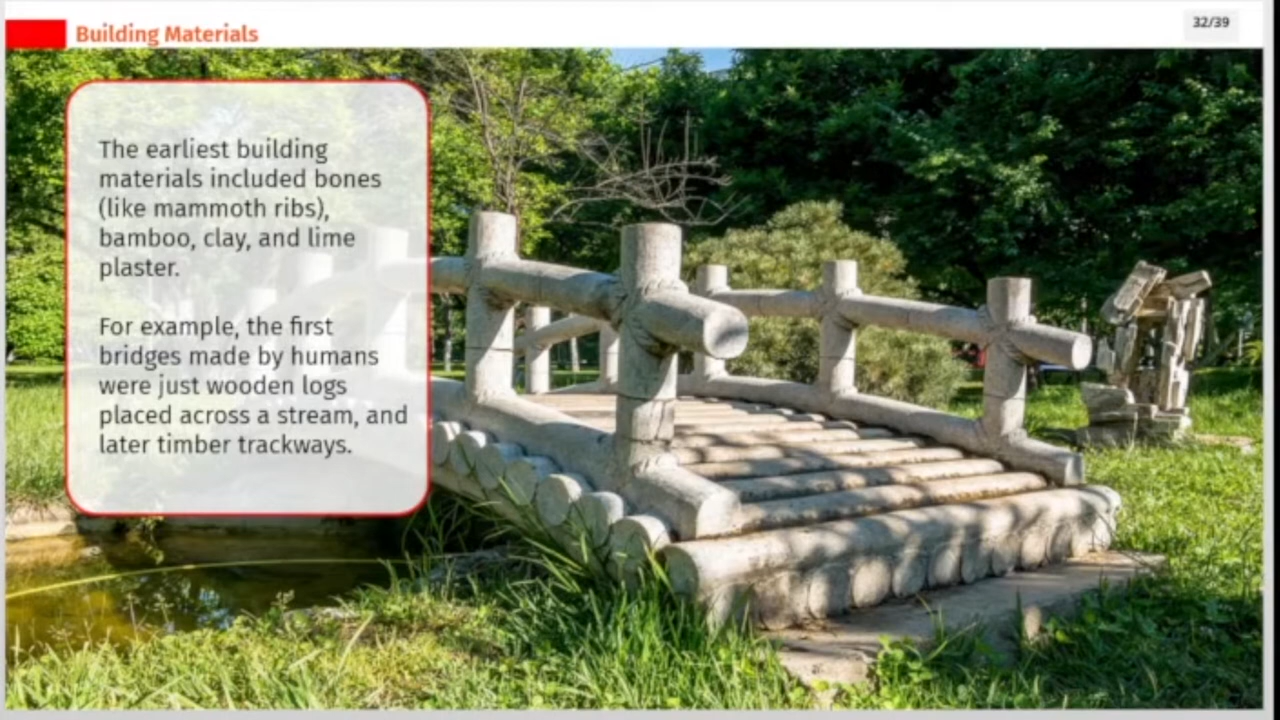 Building Materials
32/39
The earliest building
materials included bones
(like mammoth ribs),
bamboo, clay, and lime
plaster.
For example, the first
bridges made by humans
were just wooden logs
placed across a stream, and
later timber trackways.